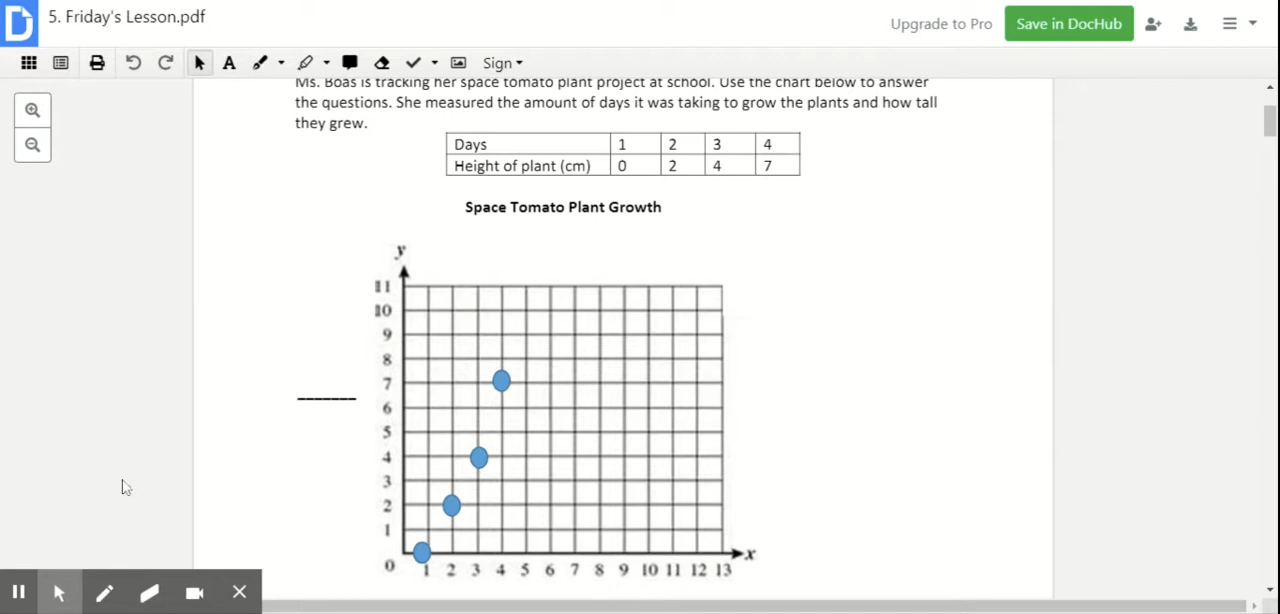 5. Friday's Lesson.pdf
Upgrade to Pro
Save in DocHub
A
Sign
Ms. Boas is tracking her space tomato plant project at school. Use the chart below to answer
the questions. She measured the amount of days it was taking to grow the plants and how tall
they grew.
Days 1 2 3 4
Height of plant (cm) 0 2 4 7
Space Tomato Plant Growth
y
11
10
9
8
7
6
5
4
3
2
1
0 1 2 3 4 5 6 7 8 9 10 11 12 13 x